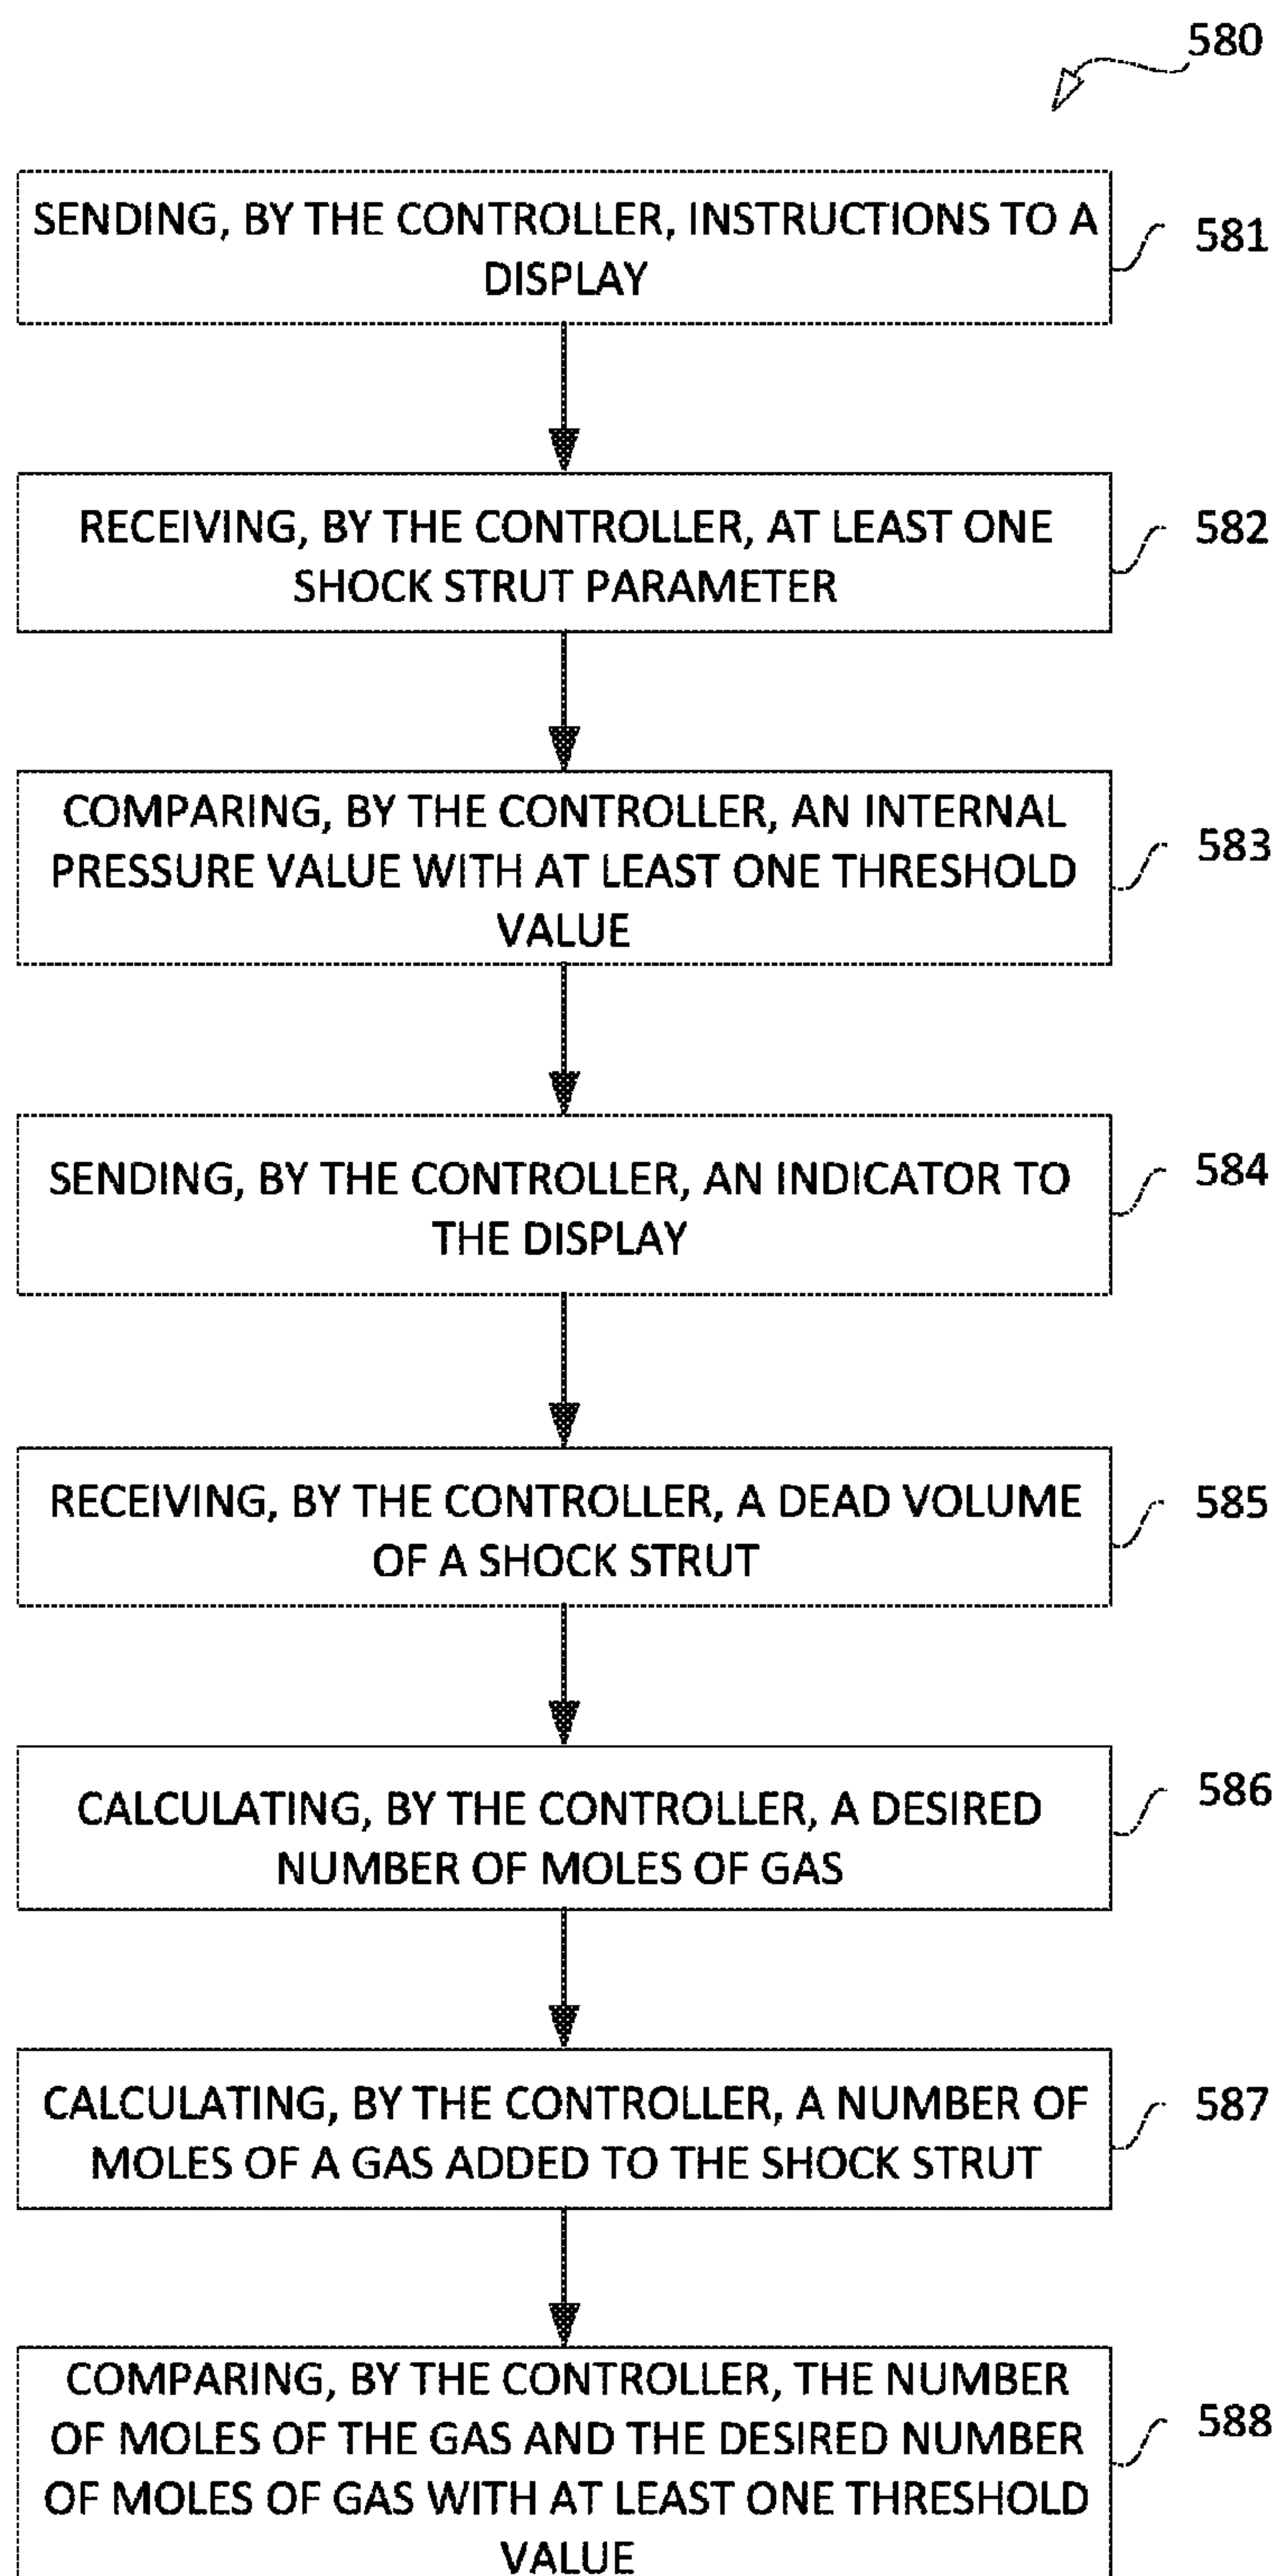 580
SENDING, BY THE CONTROLLER, INSTRUCTIONS TO A
DISPLAY
581
RECEIVING, BY THE CONTROLLER, AT LEAST ONE
SHOCK STRUT PARAMETER
582
COMPARING, BY THE CONTROLLER, AN INTERNAL
PRESSURE VALUE WITH AT LEAST ONE THRESHOLD
VALUE
583
SENDING, BY THE CONTROLLER, AN INDICATOR TO
THE DISPLAY
584
RECEIVING, BY THE CONTROLLER, A DEAD VOLUME
OF A SHOCK STRUT
585
CALCULATING, BY THE CONTROLLER, A DESIRED
NUMBER OF MOLES OF GAS
586
CALCULATING, BY THE CONTROLLER, A NUMBER OF
MOLES OF A GAS ADDED TO THE SHOCK STRUT
587
COMPARING, BY THE CONTROLLER, THE NUMBER
OF MOLES OF THE GAS AND THE DESIRED NUMBER
OF MOLES OF GAS WITH AT LEAST ONE THRESHOLD
VALUE
588